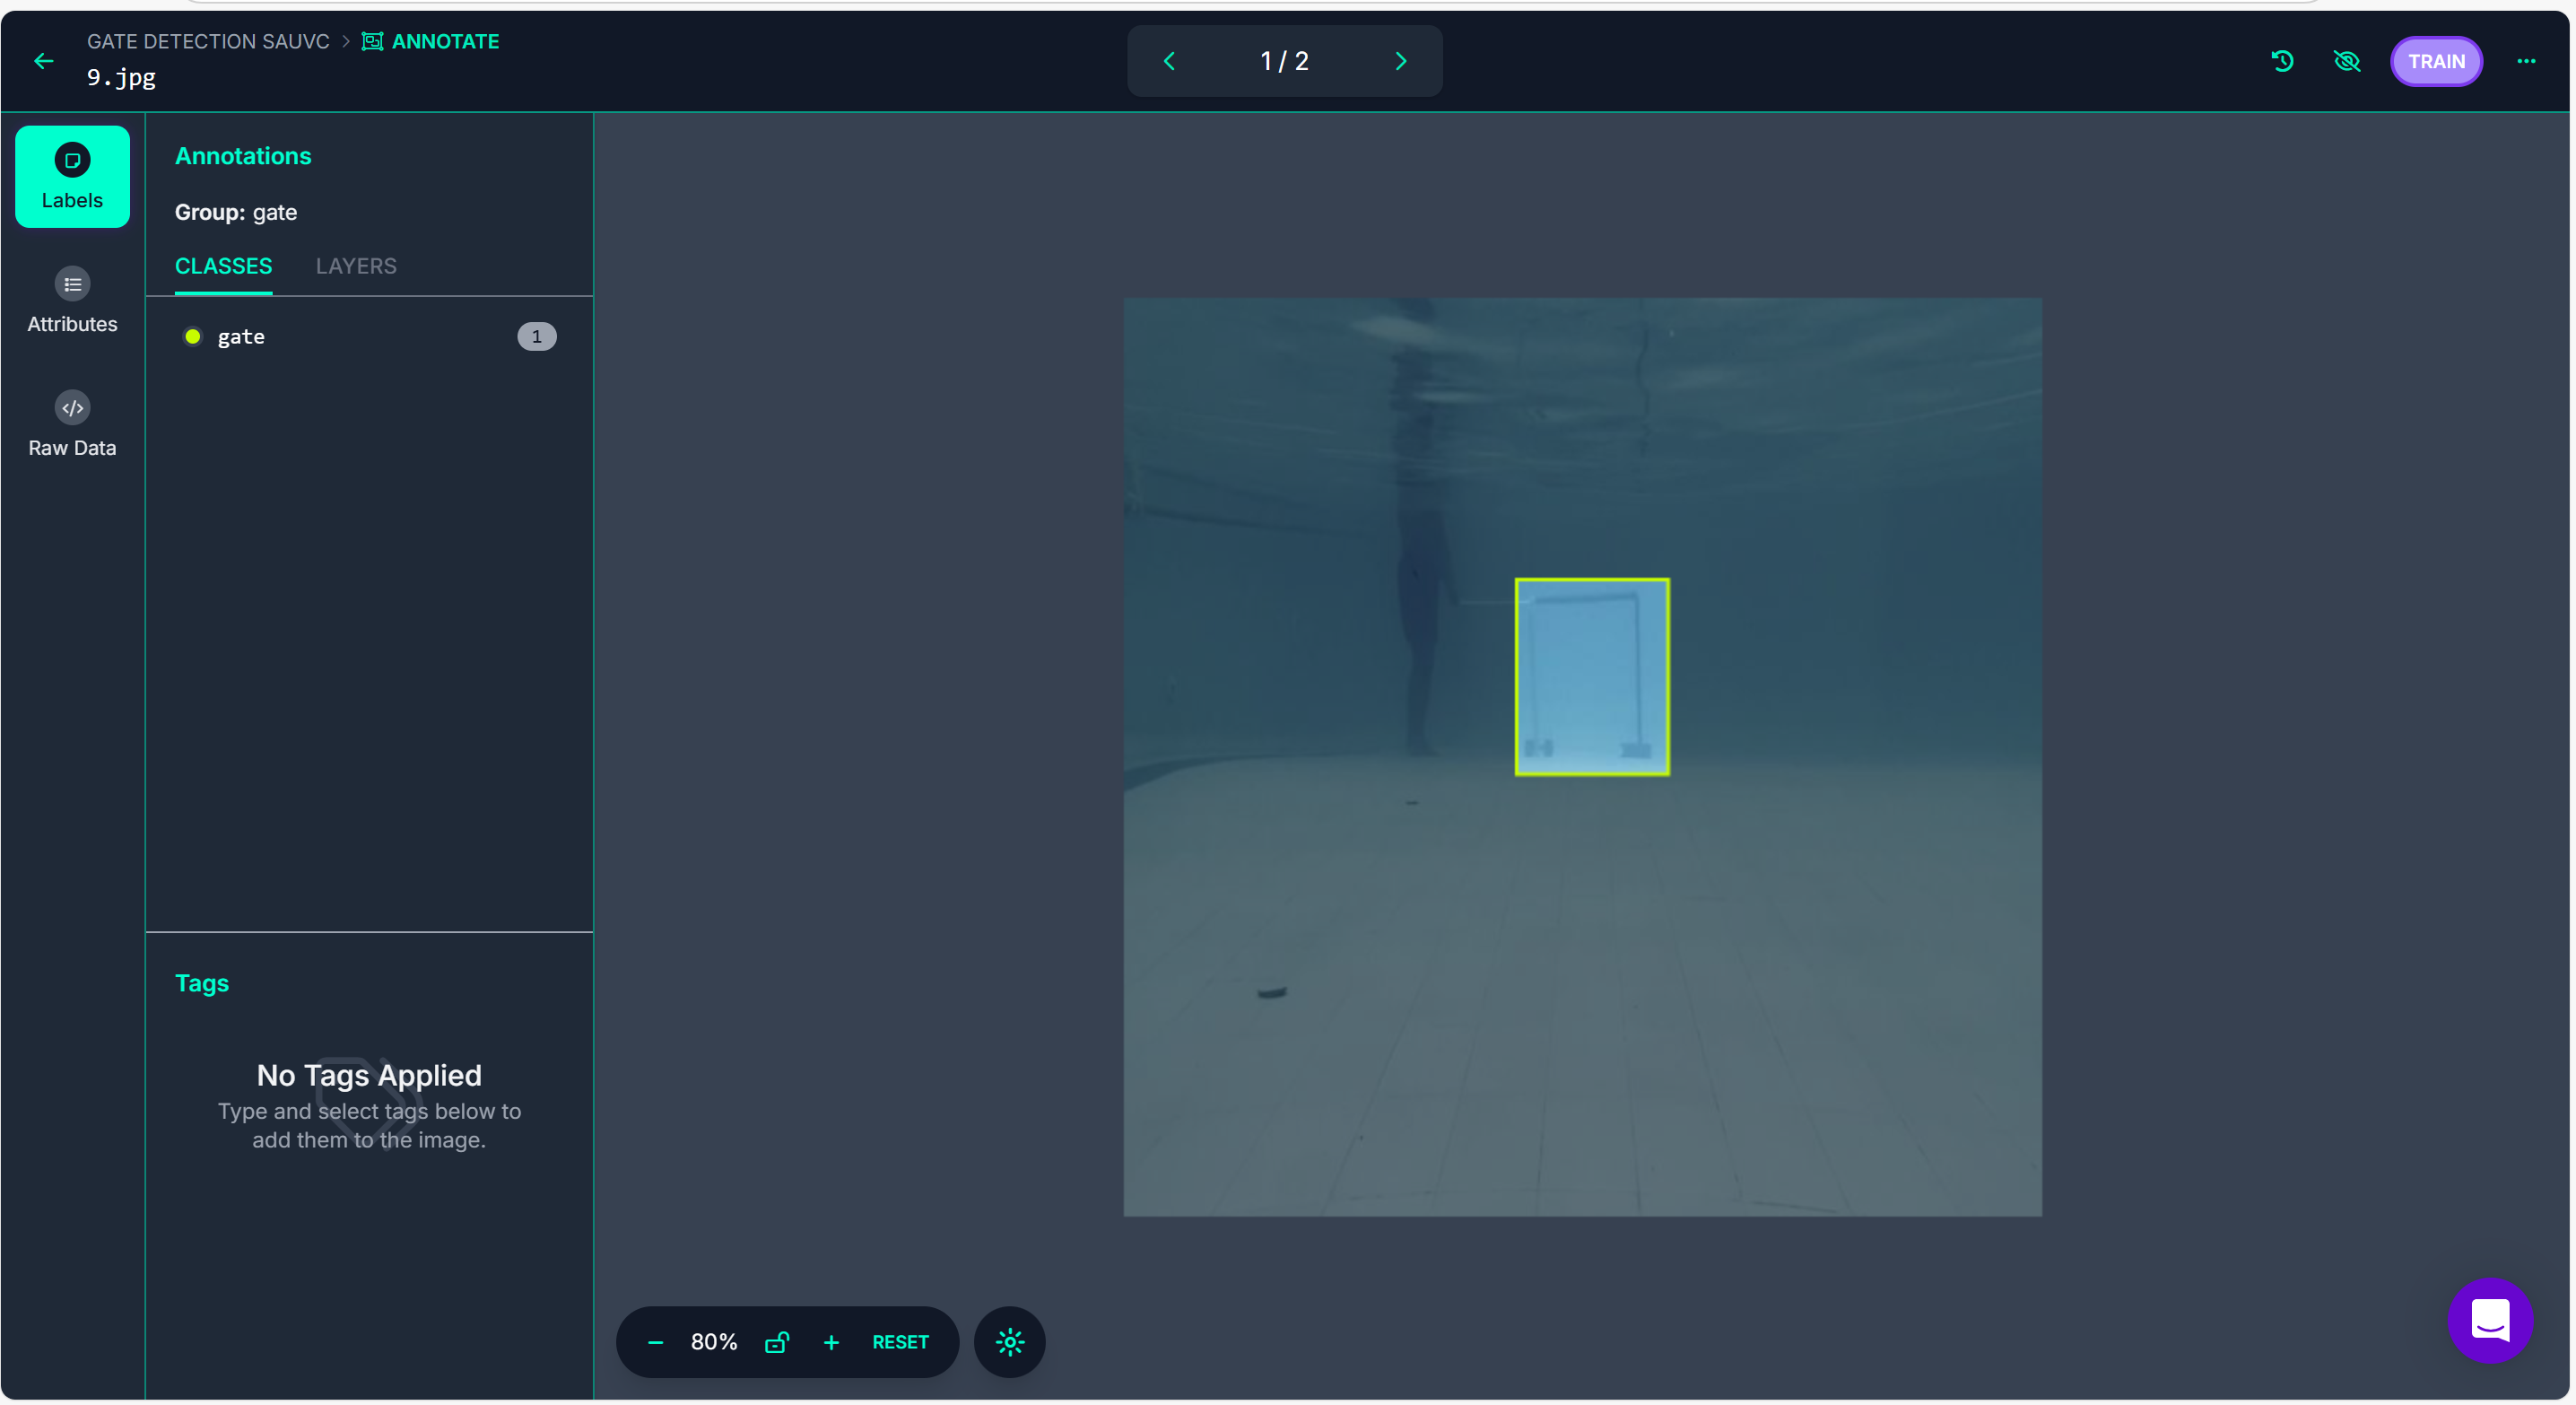 GATE DETECTION SAUVC > ANNOTATE
9.jpg
1 / 2
TRAIN
Labels
Attributes
Raw Data
Annotations
Group: gate
CLASSES LAYERS
gate 1
Tags
No Tags Applied
Type and select tags below to
add them to the image.
80% RESET